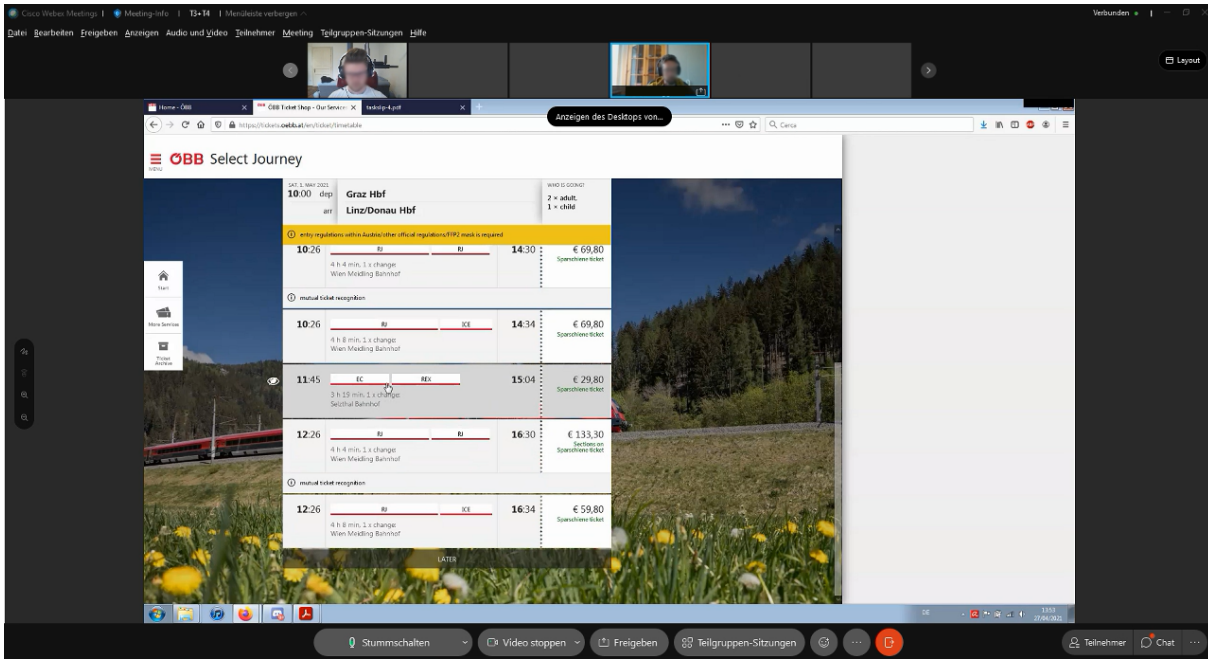 Cisco Webex Meetings | Meeting-Info | T3+T4 | Menüleiste verbergen
Verbunden
Datei Bearbeiten Freigeben Anzeigen Audio und Video Teilnehmer Meeting Teilgruppen-Sitzungen Hilfe
Layout
Home - ÖBB
ÖBB Ticket Shop - Our Services
taskslip-4.pdf
Anzeigen des Desktops von...
https://tickets.oebb.at/en/ticket/timetable
Cerca
MENU
ÖBB Select Journey
SAT, 1. MAY 2021
10:00 dep Graz Hbf
arr Linz/Donau Hbf
WHO IS GOING?
2 × adult,
1 × child
entry regulations within Austria/other official regulations/FFP2 mask is required
10:26 RJ RJ 14:30 € 69,80
Sparschiene ticket
4 h 4 min, 1 x change:
Wien Meidling Bahnhof
mutual ticket recognition
10:26 RJ ICE 14:34 € 69,80
Sparschiene ticket
4 h 8 min, 1 x change:
Wien Meidling Bahnhof
11:45 EC REX 15:04 € 29,80
Sparschiene ticket
3 h 19 min, 1 x change:
Selzthal Bahnhof
12:26 RJ RJ 16:30 € 133,30
Sections on
Sparschiene ticket
4 h 4 min, 1 x change:
Wien Meidling Bahnhof
mutual ticket recognition
12:26 RJ ICE 16:34 € 59,80
Sparschiene ticket
4 h 8 min, 1 x change:
Wien Meidling Bahnhof
LATER
Start
More Services
Ticket
Archive
DE
13:53
27/04/2021
Stummschalten
Video stoppen
Freigeben
Teilgruppen-Sitzungen
Teilnehmer
Chat